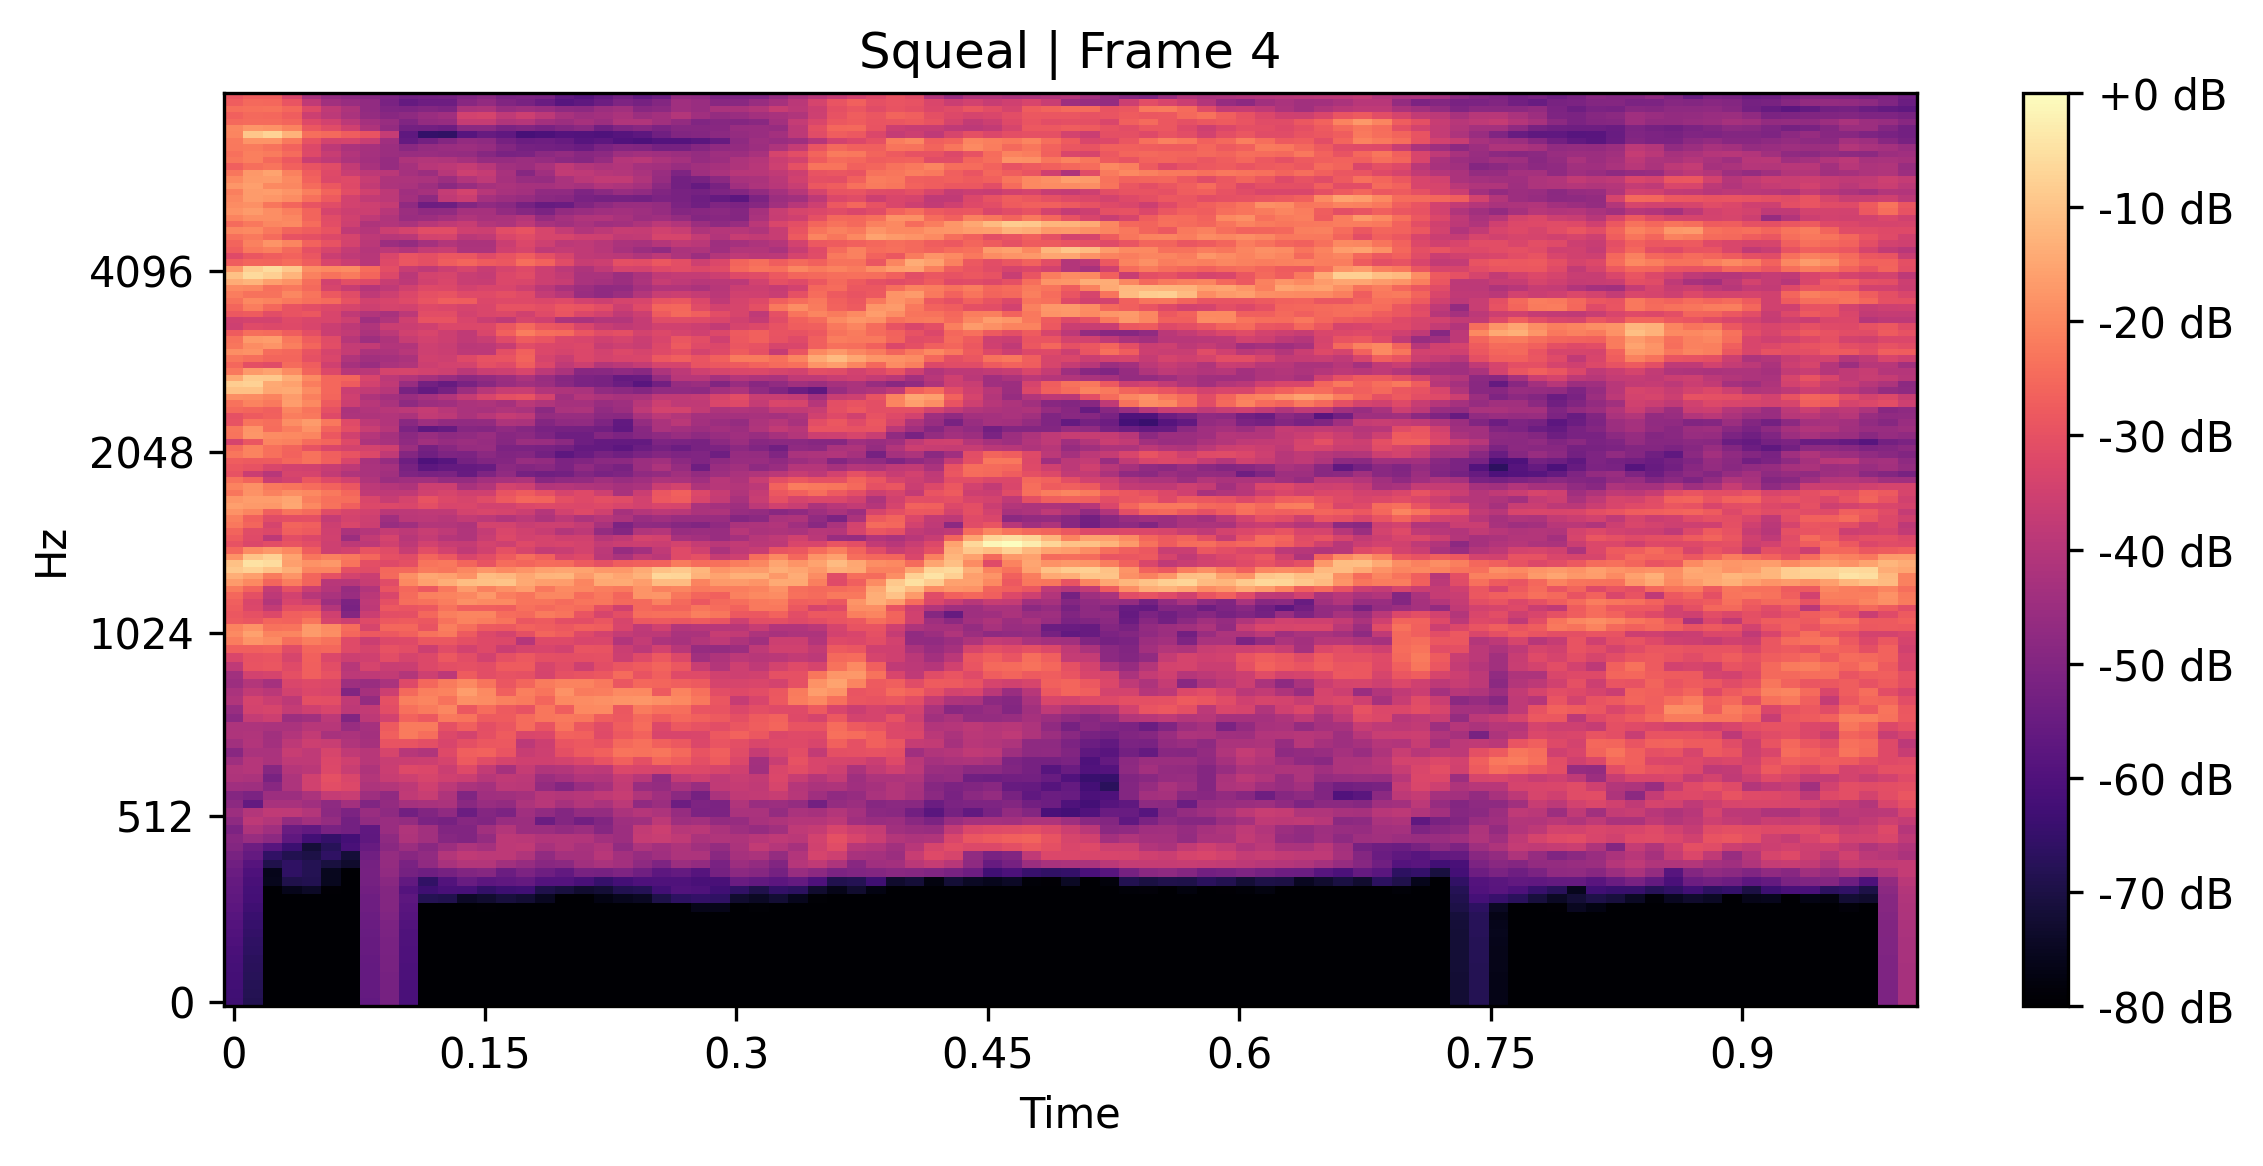 Squeal | Frame 4
+0 dB
-10 dB
-20 dB
-30 dB
-40 dB
-50 dB
-60 dB
-70 dB
-80 dB
4096
2048
1024
512
0
Hz
0
0.15
0.3
0.45
0.6
0.75
0.9
Time